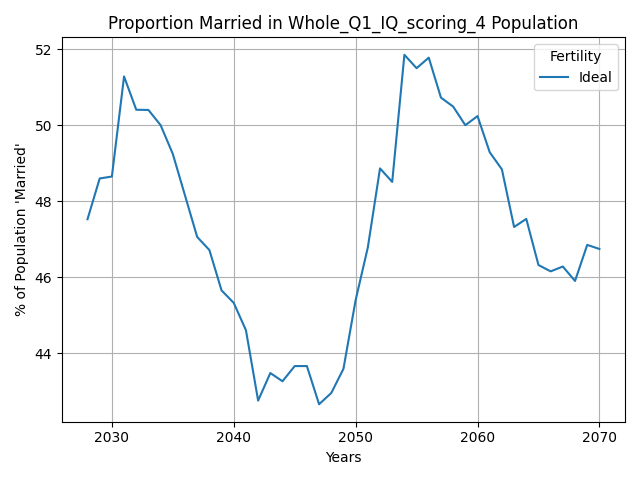 Proportion Married in Whole_Q1_IQ_scoring_4 Population
Fertility
Ideal
% of Population 'Married'
52
50
48
46
44
2030
2040
2050
2060
2070
Years